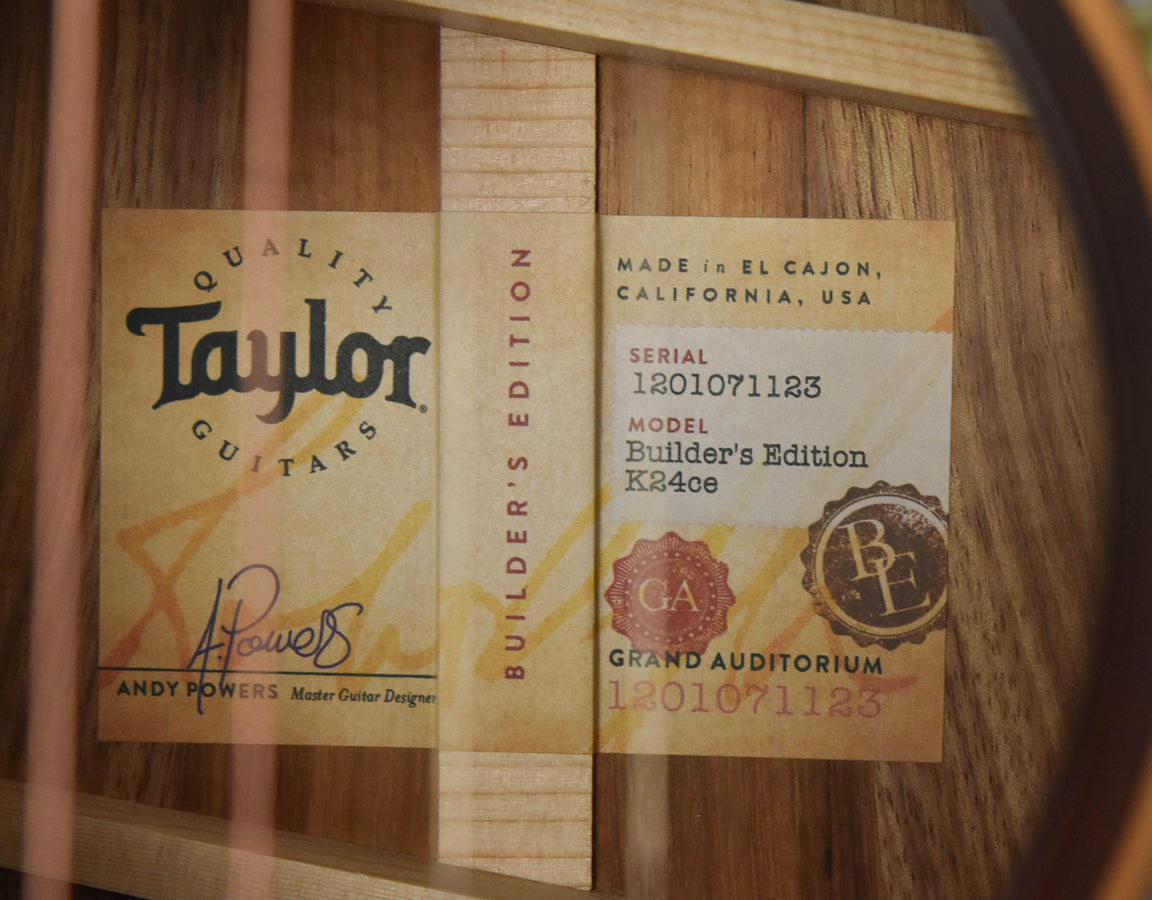 QUALITY
Taylor®
GUITARS
A. Powers
ANDY POWERS Master Guitar Designer
BUILDER'S EDITION
MADE in EL CAJON,
CALIFORNIA, USA
SERIAL
1201071123
MODEL
Builder's Edition
K24ce
BE
GA
GRAND AUDITORIUM
1201071123